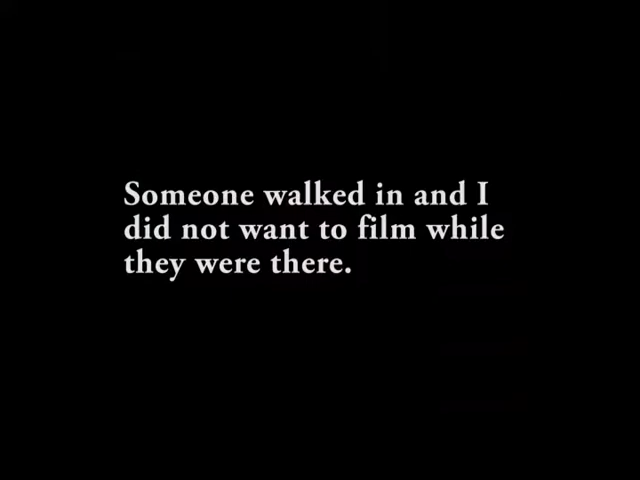 Someone walked in and I
did not want to film while
they were there.